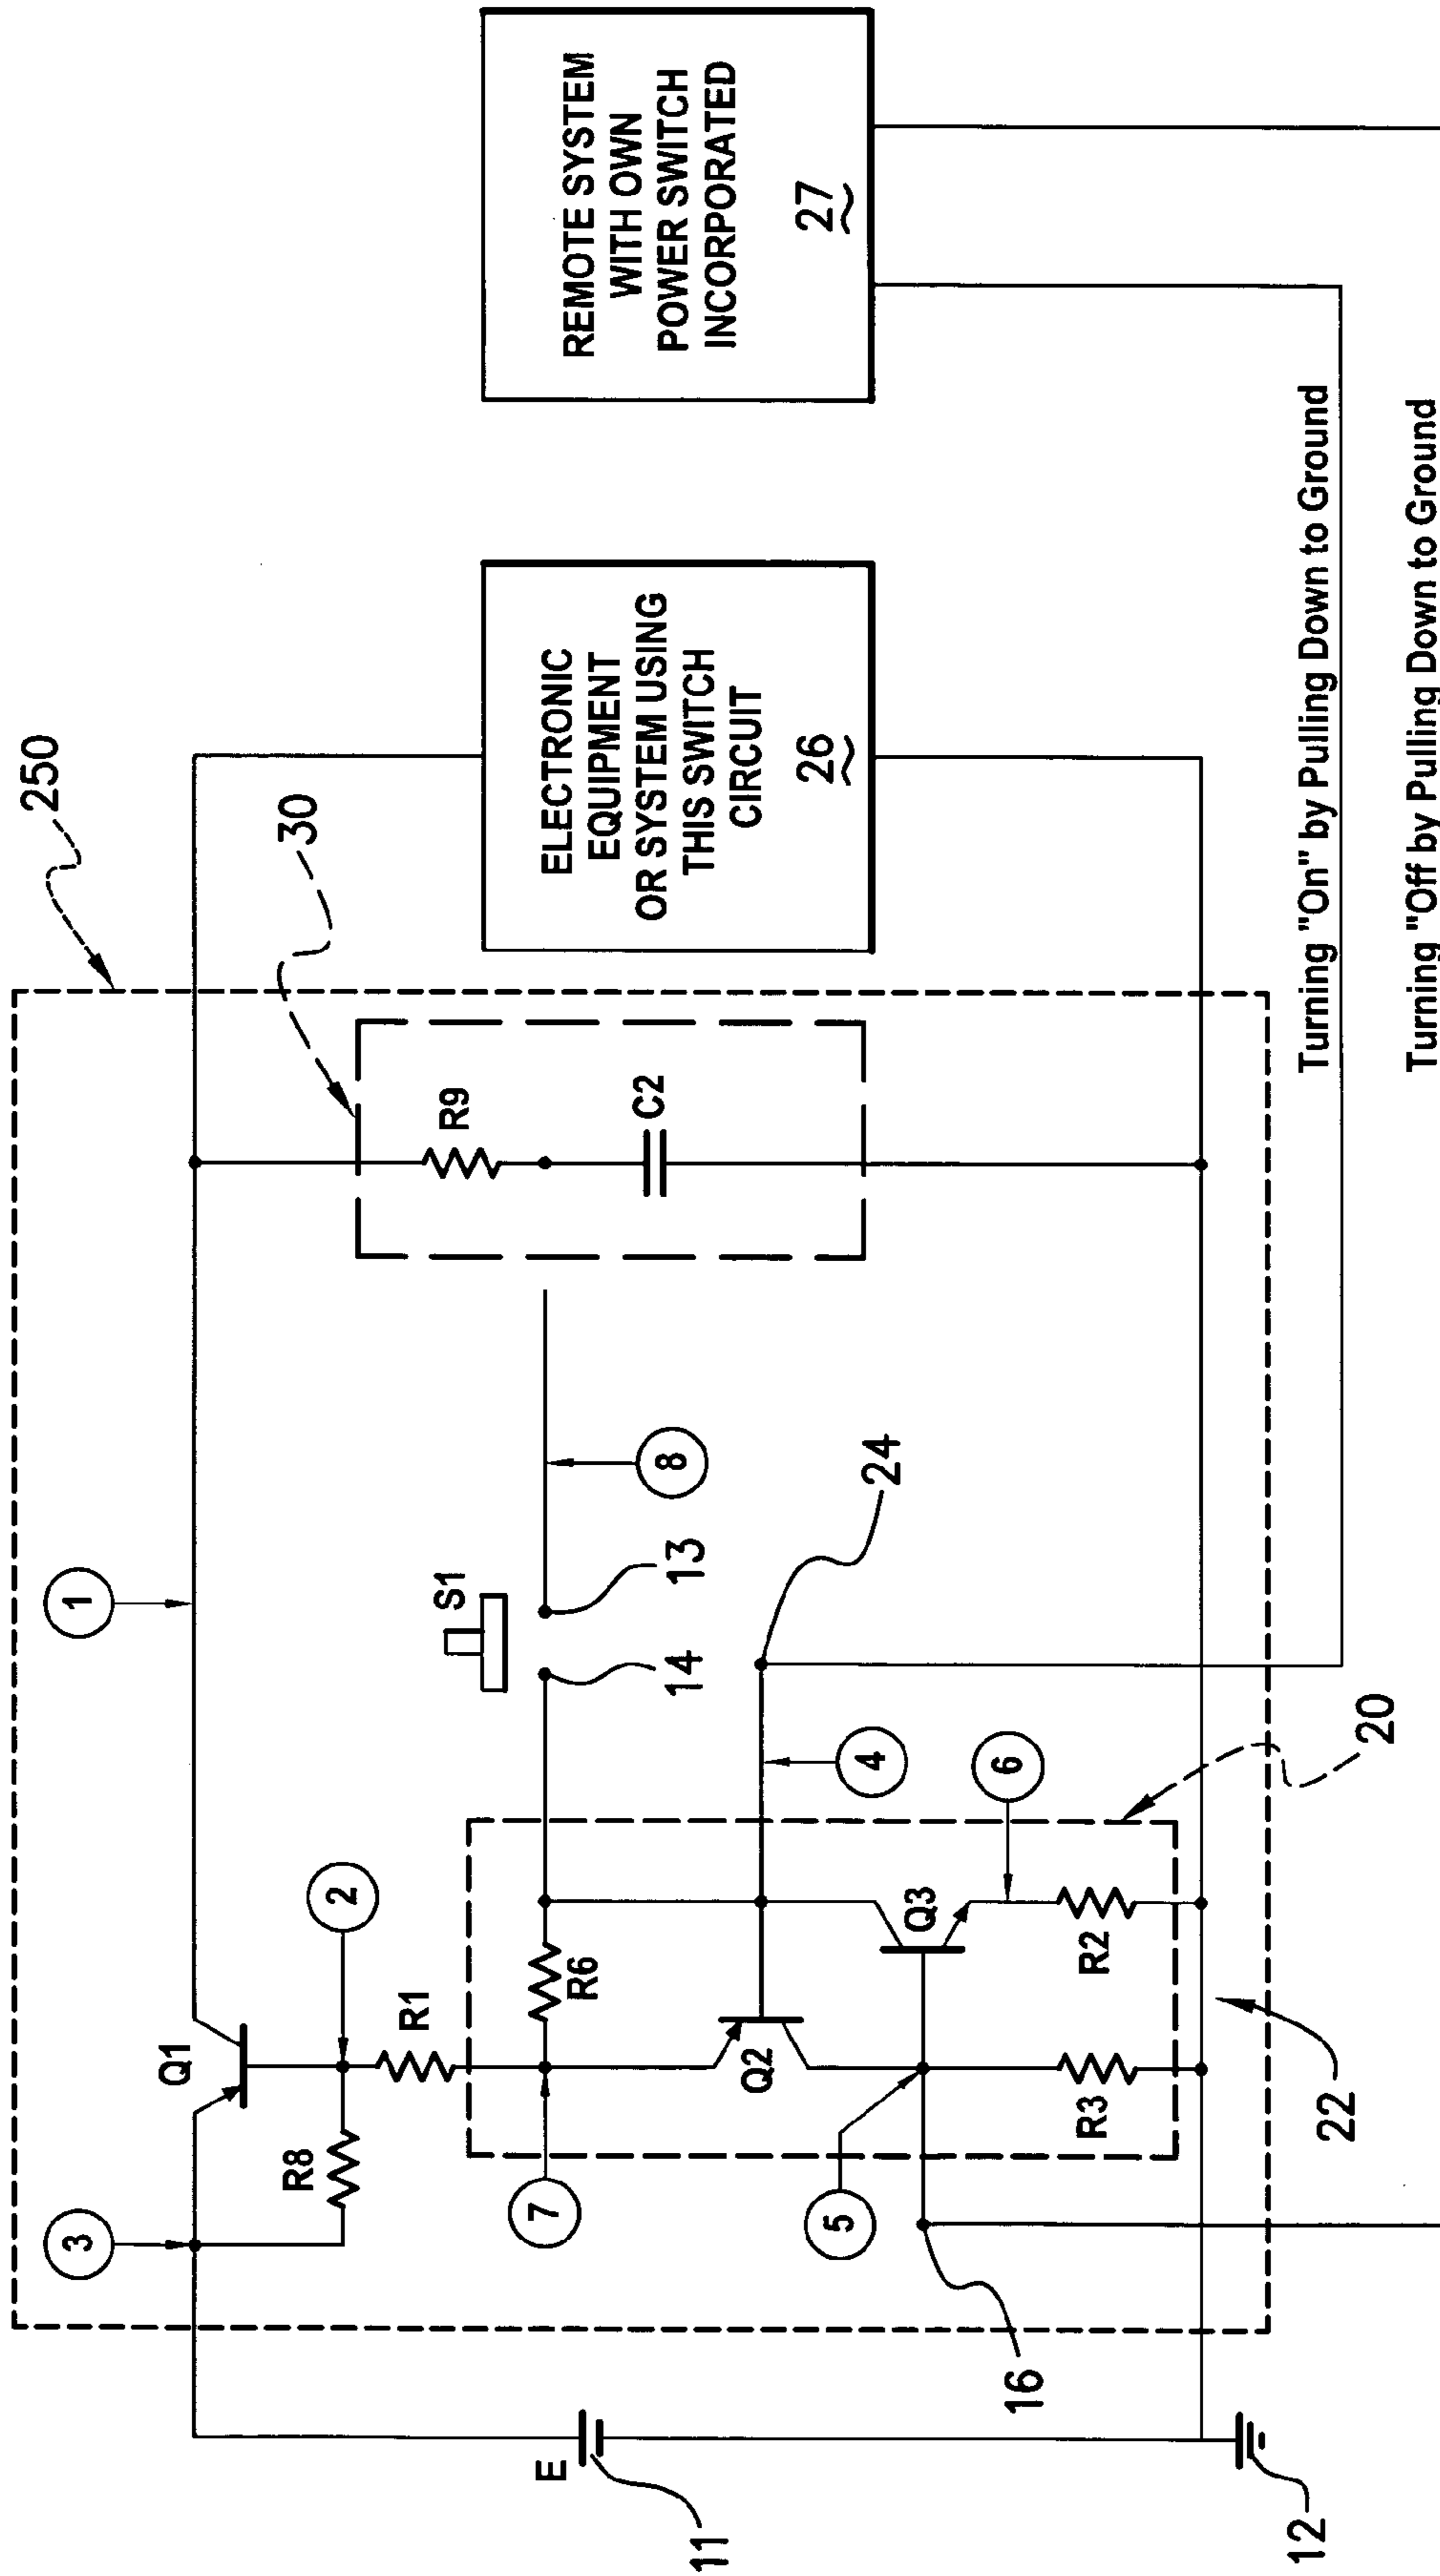 250
1
3
Q1
2
R8
R1
30
R9
C2
S1
13
14
8
7
R6
Q2
Q3
4
24
5
6
R3
R2
20
22
16
E
11
12
ELECTRONIC
EQUIPMENT
OR SYSTEM USING
THIS SWITCH
CIRCUIT
26
REMOTE SYSTEM
WITH OWN
POWER SWITCH
INCORPORATED
27
Turning "On" by Pulling Down to Ground
Turning "Off by Pulling Down to Ground